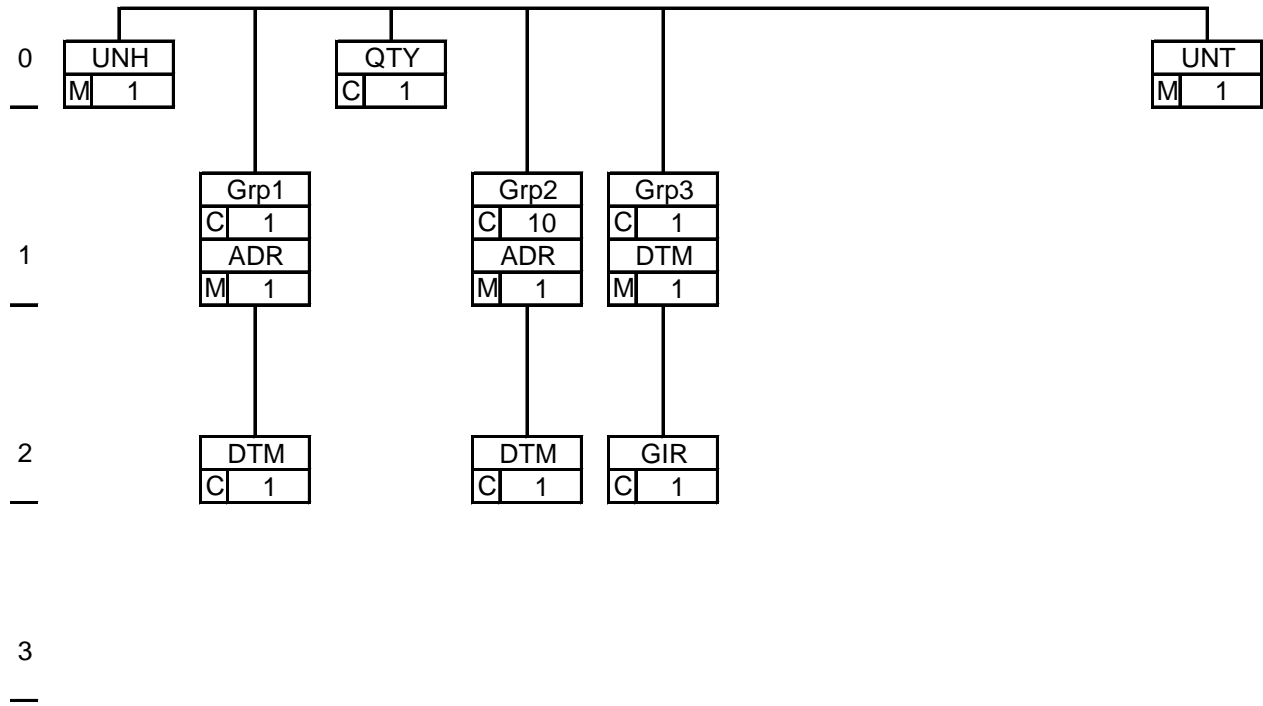 0 UNH QTY UNT
M 1 C 1 M 1
Grp1 Grp2 Grp3
C 1 C 10 C 1
1 ADR ADR DTM
M 1 M 1 M 1
2 DTM DTM GIR
C 1 C 1 C 1
3